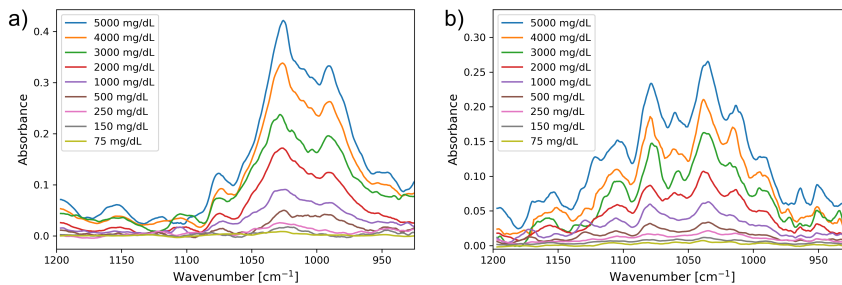 a)
5000 mg/dL
4000 mg/dL
3000 mg/dL
2000 mg/dL
1000 mg/dL
500 mg/dL
250 mg/dL
150 mg/dL
75 mg/dL
Absorbance
0.4
0.3
0.2
0.1
0.0
1200 1150 1100 1050 1000 950
Wavenumber [cm⁻¹]
b)
5000 mg/dL
4000 mg/dL
3000 mg/dL
2000 mg/dL
1000 mg/dL
500 mg/dL
250 mg/dL
150 mg/dL
75 mg/dL
Absorbance
0.30
0.25
0.20
0.15
0.10
0.05
0.00
1200 1150 1100 1050 1000 950
Wavenumber [cm⁻¹]